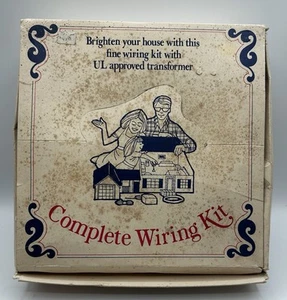 Brighten your house with this
fine wiring kit with
UL approved transformer
Complete Wiring Kit